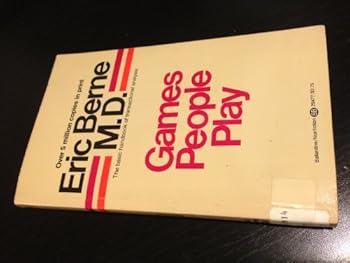 Over 5 million copies in print
Eric Berne
M.D.
The basic handbook of transactional analysis
Games
People
Play